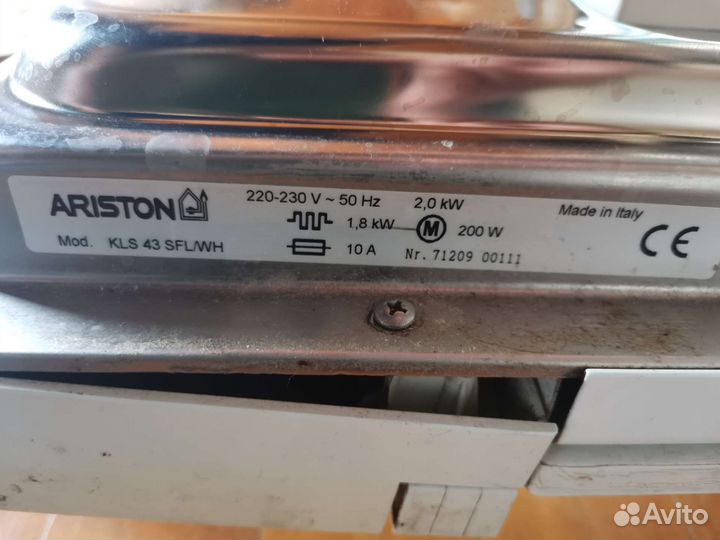 ARISTON 220-230 V ~ 50 Hz 2,0 kW Made in Italy
1,8 kW M 200 W
Mod. KLS 43 SFL/WH 10 A Nr. 71209 00111 CE
Avito